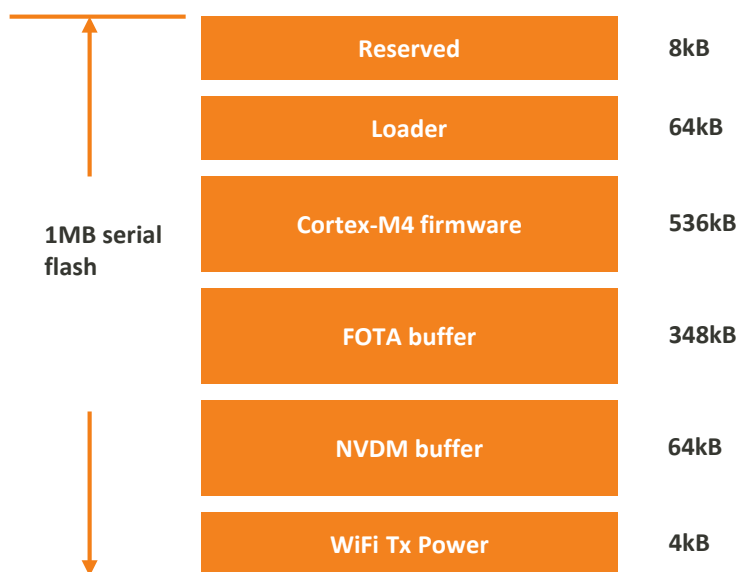 Reserved
8kB
Loader
64kB
Cortex-M4 firmware
536kB
1MB serial
flash
FOTA buffer
348kB
NVDM buffer
64kB
WiFi Tx Power
4kB